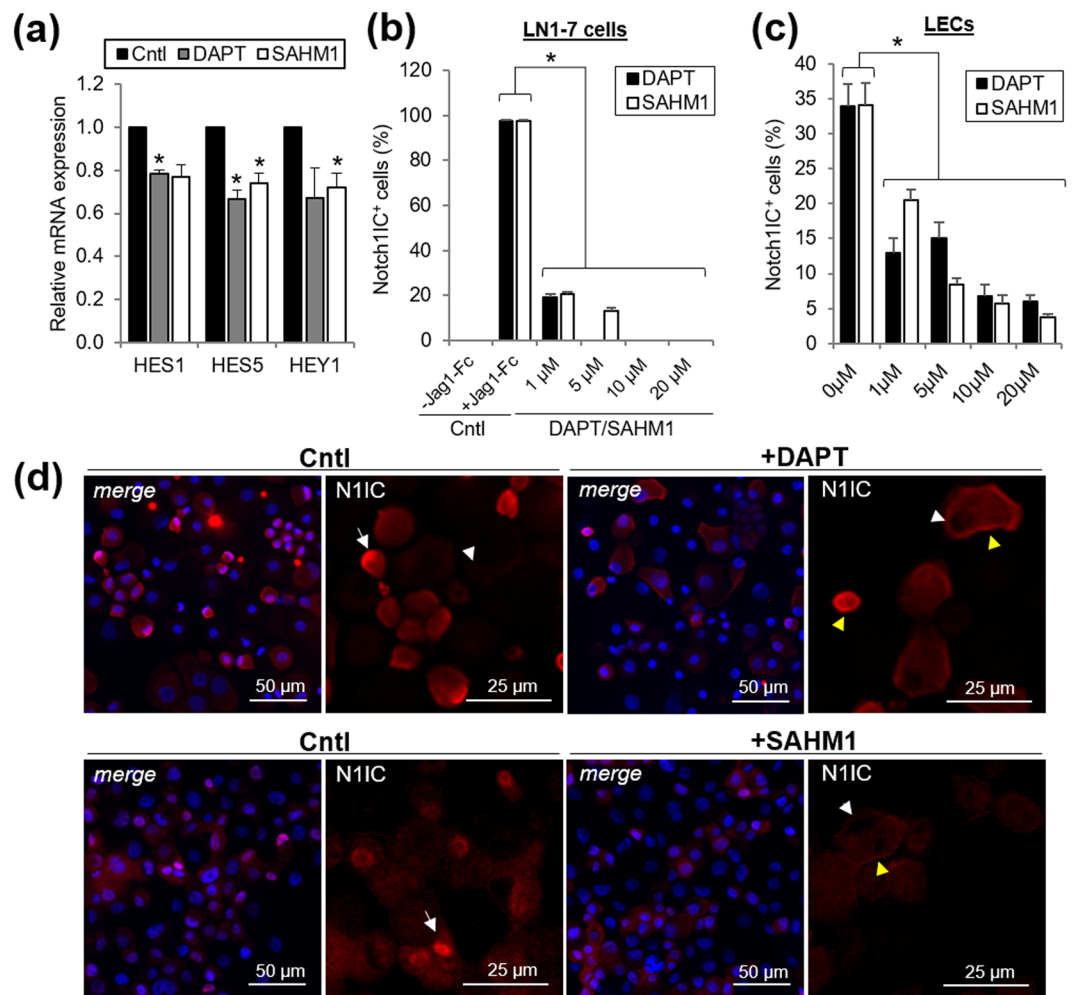 (a)
Cntl DAPT SAHM1
Relative mRNA expression
1.2
1.0
0.8
0.6
0.4
0.2
0.0
* * * *
HES1 HES5 HEY1
(b)
LN1-7 cells
*
DAPT
SAHM1
Notch1IC+ cells (%)
120
100
80
60
40
20
0
-Jag1-Fc +Jag1-Fc 1 µM 5 µM 10 µM 20 µM
Cntl DAPT/SAHM1
(c)
LECs
*
DAPT
SAHM1
Notch1IC+ cells (%)
40
35
30
25
20
15
10
5
0
0µM 1µM 5µM 10µM 20µM
(d)
Cntl +DAPT
merge N1IC merge N1IC
50 µm 25 µm 50 µm 25 µm
Cntl +SAHM1
merge N1IC merge N1IC
50 µm 25 µm 50 µm 25 µm